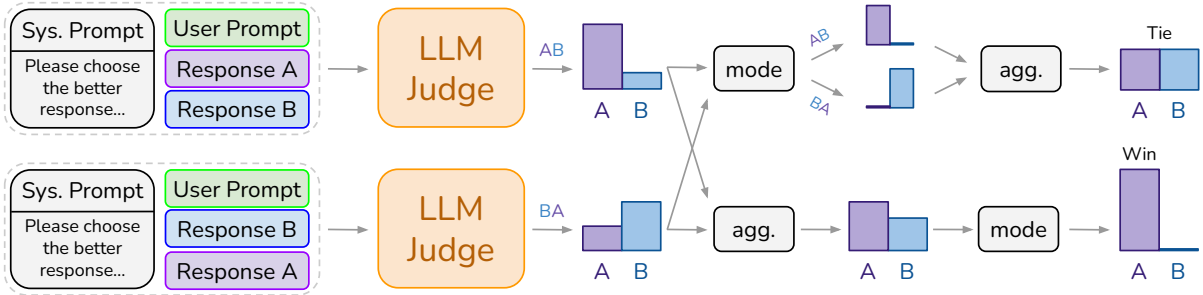 Sys. Prompt
Please choose
the better
response...
User Prompt
Response A
Response B
LLM
Judge
AB
A B
mode
AB
BA
agg.
Tie
A B
Sys. Prompt
Please choose
the better
response...
User Prompt
Response B
Response A
LLM
Judge
BA
A B
agg.
A B
mode
Win
A B